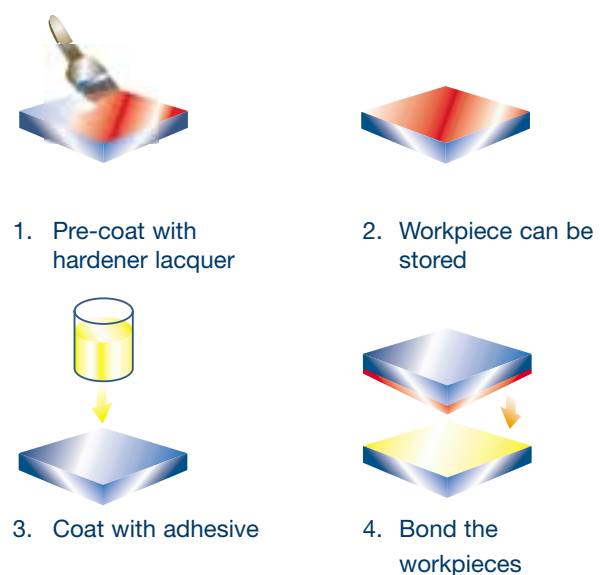 1. Pre-coat with
hardener lacquer
2. Workpiece can be
stored
3. Coat with adhesive
4. Bond the
workpieces